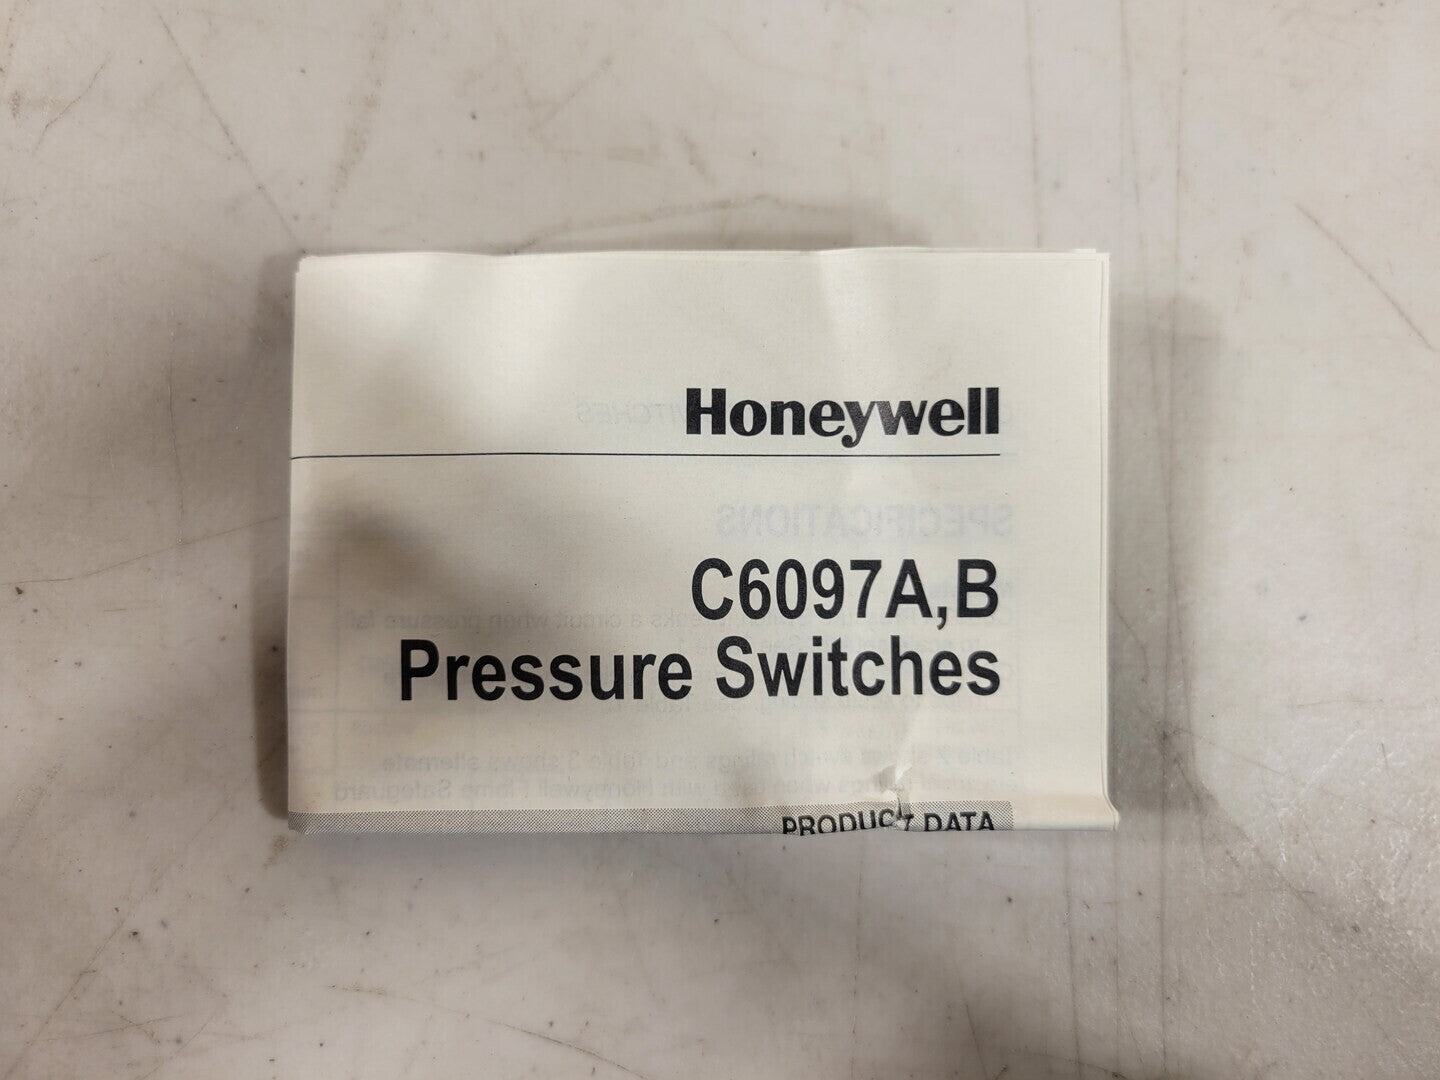 Honeywell
C6097A,B
Pressure Switches
PRODUCT DATA